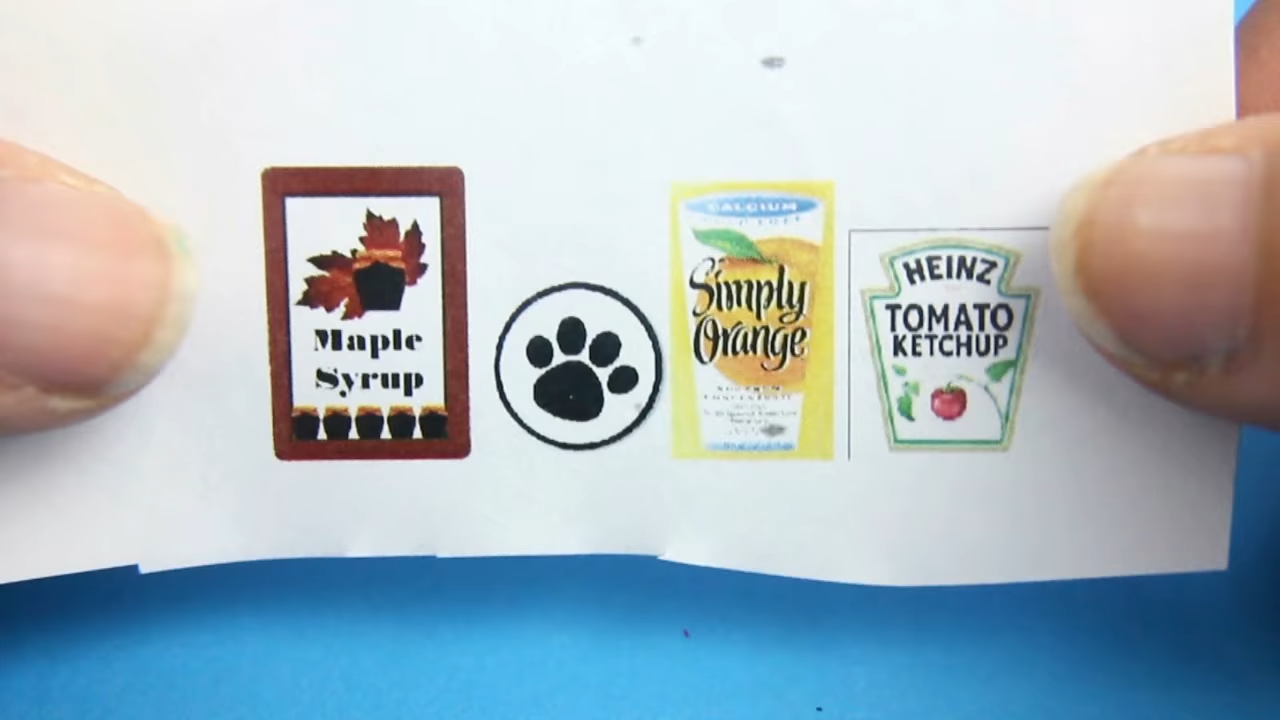 Maple
Syrup
CALCIUM
Simply
Orange
HEINZ
TOMATO
KETCHUP